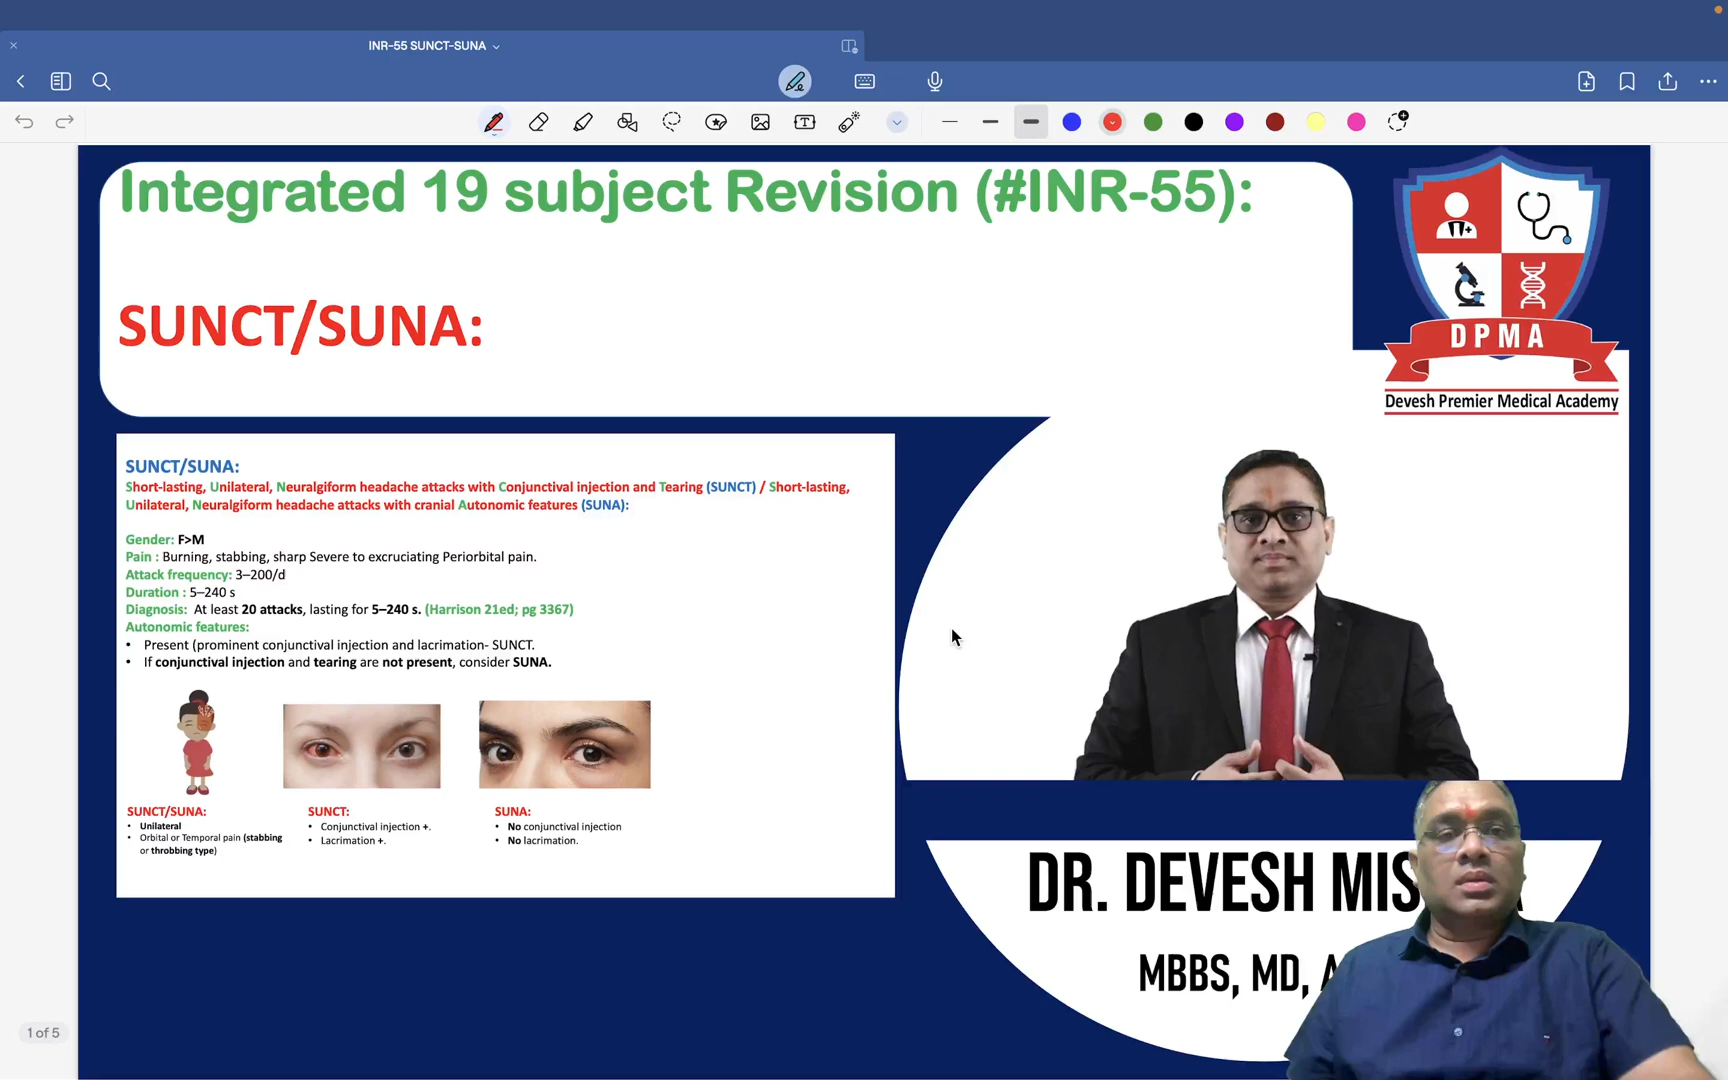 INR-55 SUNCT-SUNA
Integrated 19 subject Revision (#INR-55):
SUNCT/SUNA:
DPMA
Devesh Premier Medical Academy
SUNCT/SUNA:
Short-lasting, Unilateral, Neuralgiform headache attacks with Conjunctival injection and Tearing (SUNCT) / Short-lasting,
Unilateral, Neuralgiform headache attacks with cranial Autonomic features (SUNA):
Gender: F>M
Pain : Burning, stabbing, sharp Severe to excruciating Periorbital pain.
Attack frequency: 3–200/d
Duration : 5–240 s
Diagnosis: At least 20 attacks, lasting for 5–240 s. (Harrison 21ed; pg 3367)
Autonomic features:
• Present (prominent conjunctival injection and lacrimation- SUNCT.
• If conjunctival injection and tearing are not present, consider SUNA.
SUNCT/SUNA:
• Unilateral
• Orbital or Temporal pain (stabbing
or throbbing type)
SUNCT:
• Conjunctival injection +.
• Lacrimation +.
SUNA:
• No conjunctival injection
• No lacrimation.
DR. DEVESH
MBBS, MD,
1 of 5